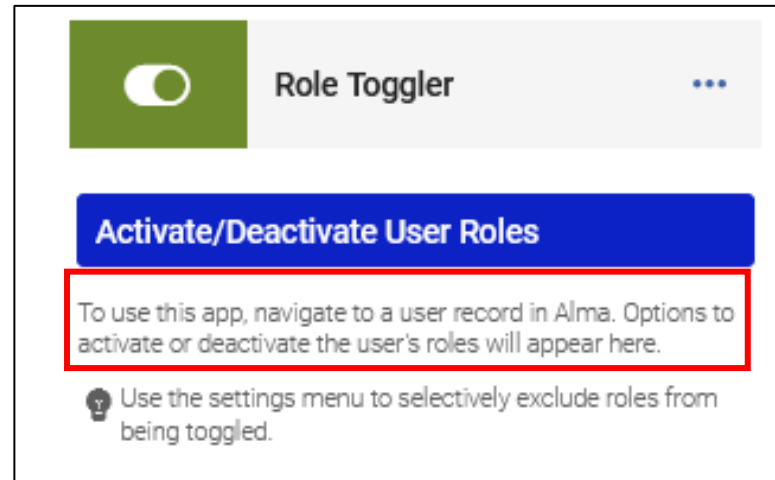 Role Toggler
Activate/Deactivate User Roles
To use this app, navigate to a user record in Alma. Options to
activate or deactivate the user's roles will appear here.
Use the settings menu to selectively exclude roles from
being toggled.